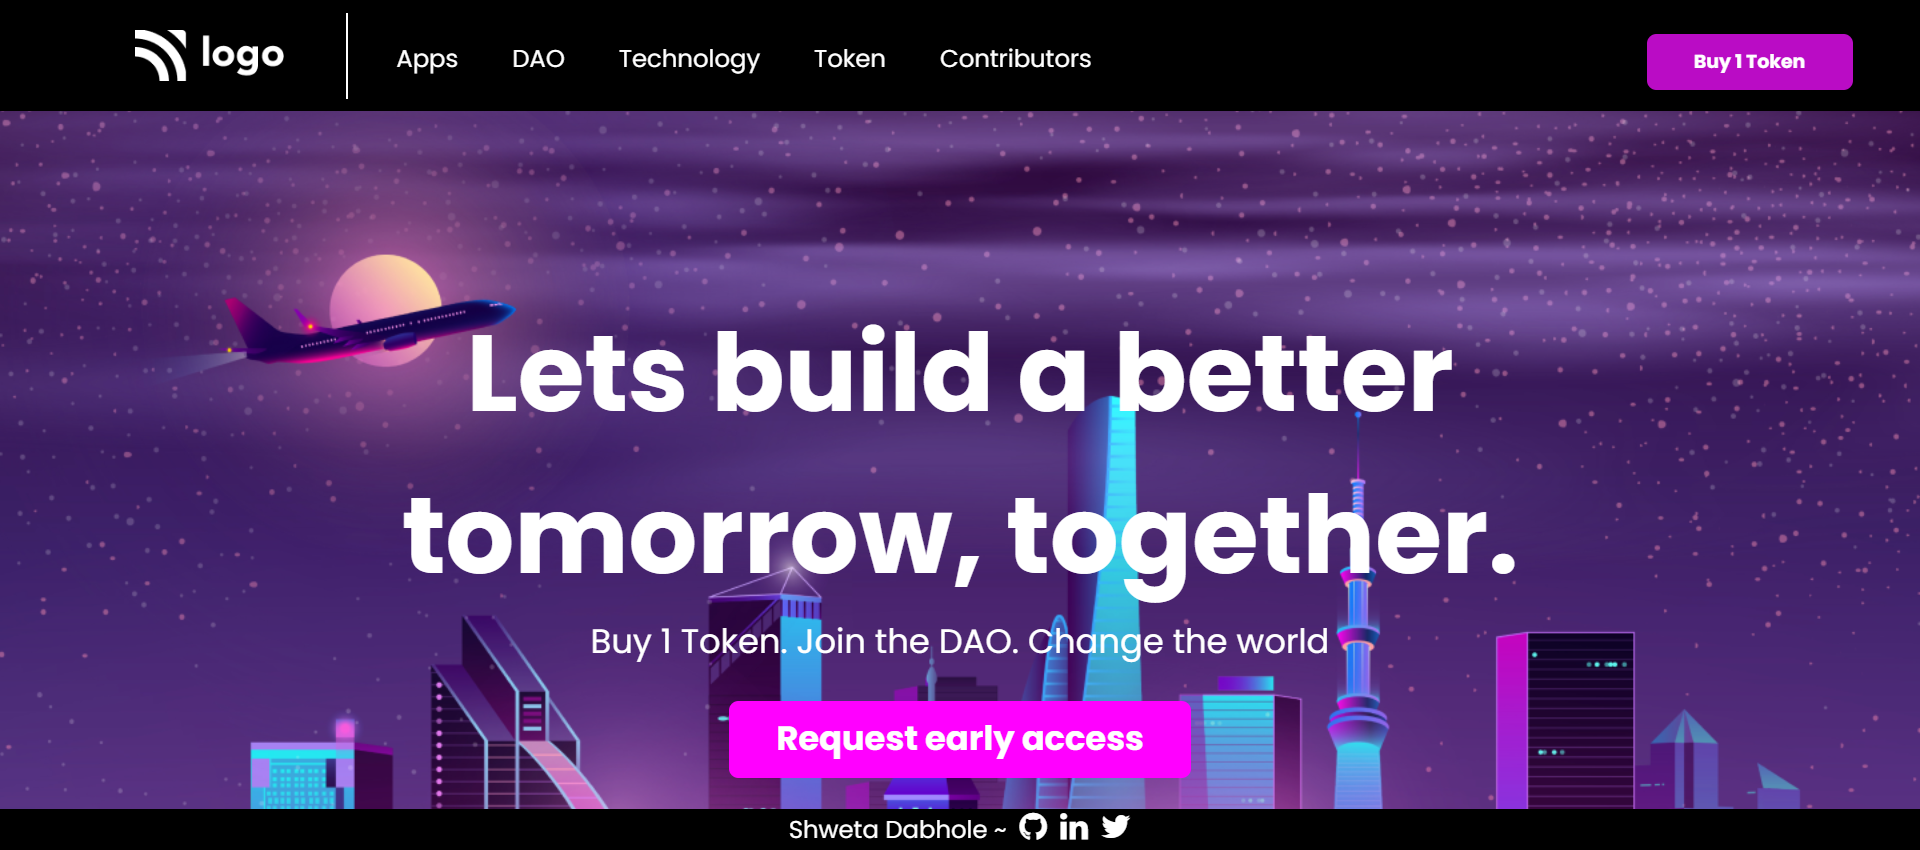 logo
Apps DAO Technology Token Contributors
Buy 1 Token
Lets build a better
tomorrow, together.
Buy 1 Token. Join the DAO. Change the world
Request early access
Shweta Dabhole ~